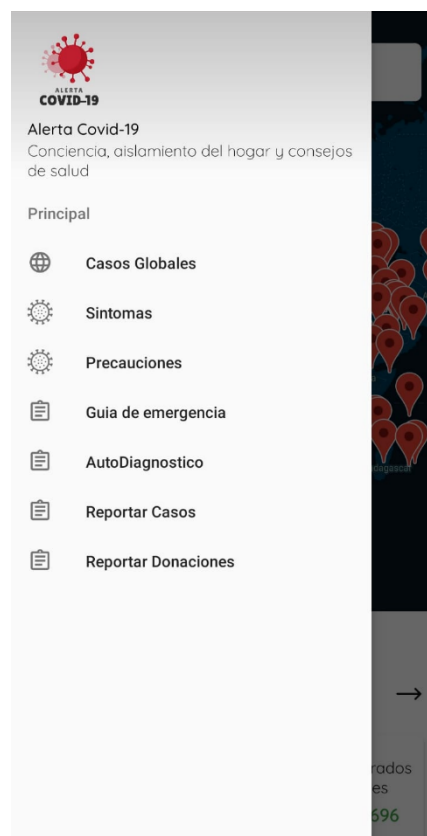 ALERTA
COVID-19
Alerta Covid-19
Conciencia, aislamiento del hogar y consejos
de salud
Principal
Casos Globales
Sintomas
Precauciones
Guia de emergencia
AutoDiagnostico
Reportar Casos
Reportar Donaciones
dagascar
rados
es
696